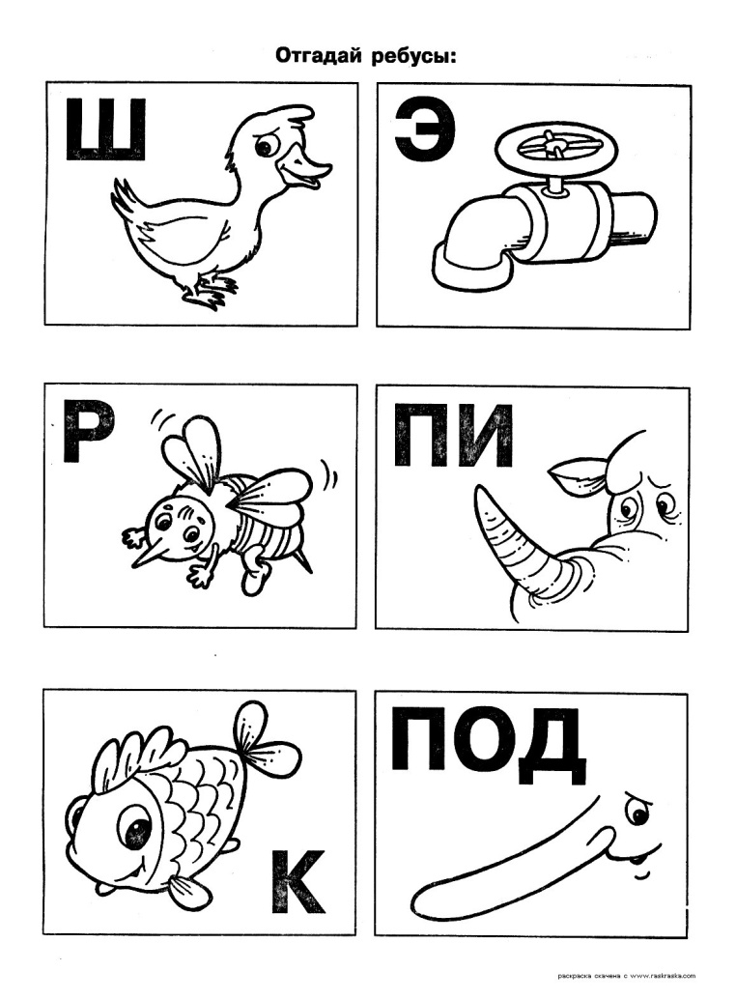 Отгадай ребусы:
Ш
Э
Р
ПИ
К
ПОД
раскраска скачена с www.raskraska.com